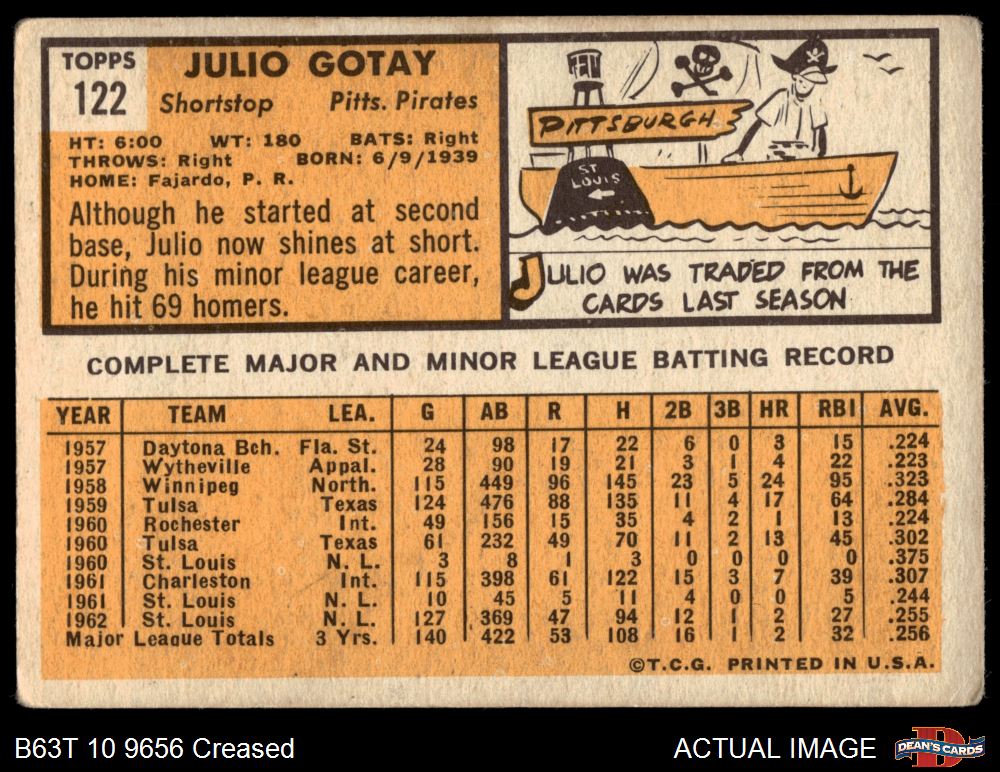 TOPPS
122
JULIO GOTAY
Shortstop Pitts. Pirates
HT: 6:00 WT: 180 BATS: Right
THROWS: Right BORN: 6/9/1939
HOME: Fajardo, P. R.
Although he started at second
base, Julio now shines at short.
During his minor league career,
he hit 69 homers.
PITTSBURGH
ST
LOUIS
JULIO WAS TRADED FROM THE
CARDS LAST SEASON
COMPLETE MAJOR AND MINOR LEAGUE BATTING RECORD
YEAR TEAM LEA. G AB R H 2B 3B HR RBI AVG.
1957 Daytona Bch. Fla. St. 24 98 17 22 6 0 3 15 .224
1957 Wytheville Appal. 28 90 19 21 3 1 4 22 .223
1958 Winnipeg North. 115 449 96 145 23 5 24 95 .323
1959 Tulsa Texas 124 476 88 135 11 4 17 64 .284
1960 Rochester Int. 49 156 15 35 4 2 1 13 .224
1960 Tulsa Texas 61 232 49 70 11 2 13 45 .302
1960 St. Louis N. L. 3 8 1 3 0 0 0 0 .375
1961 Charleston Int. 115 398 61 122 15 3 7 39 .307
1961 St. Louis N. L. 10 45 5 11 4 0 0 5 .244
1962 St. Louis N. L. 127 369 47 94 12 1 2 27 .255
Major League Totals 3 Yrs. 140 422 53 108 16 1 2 32 .256
©T.C.G. PRINTED IN U.S.A.
B63T 10 9656 Creased ACTUAL IMAGE DEAN'S CARDS